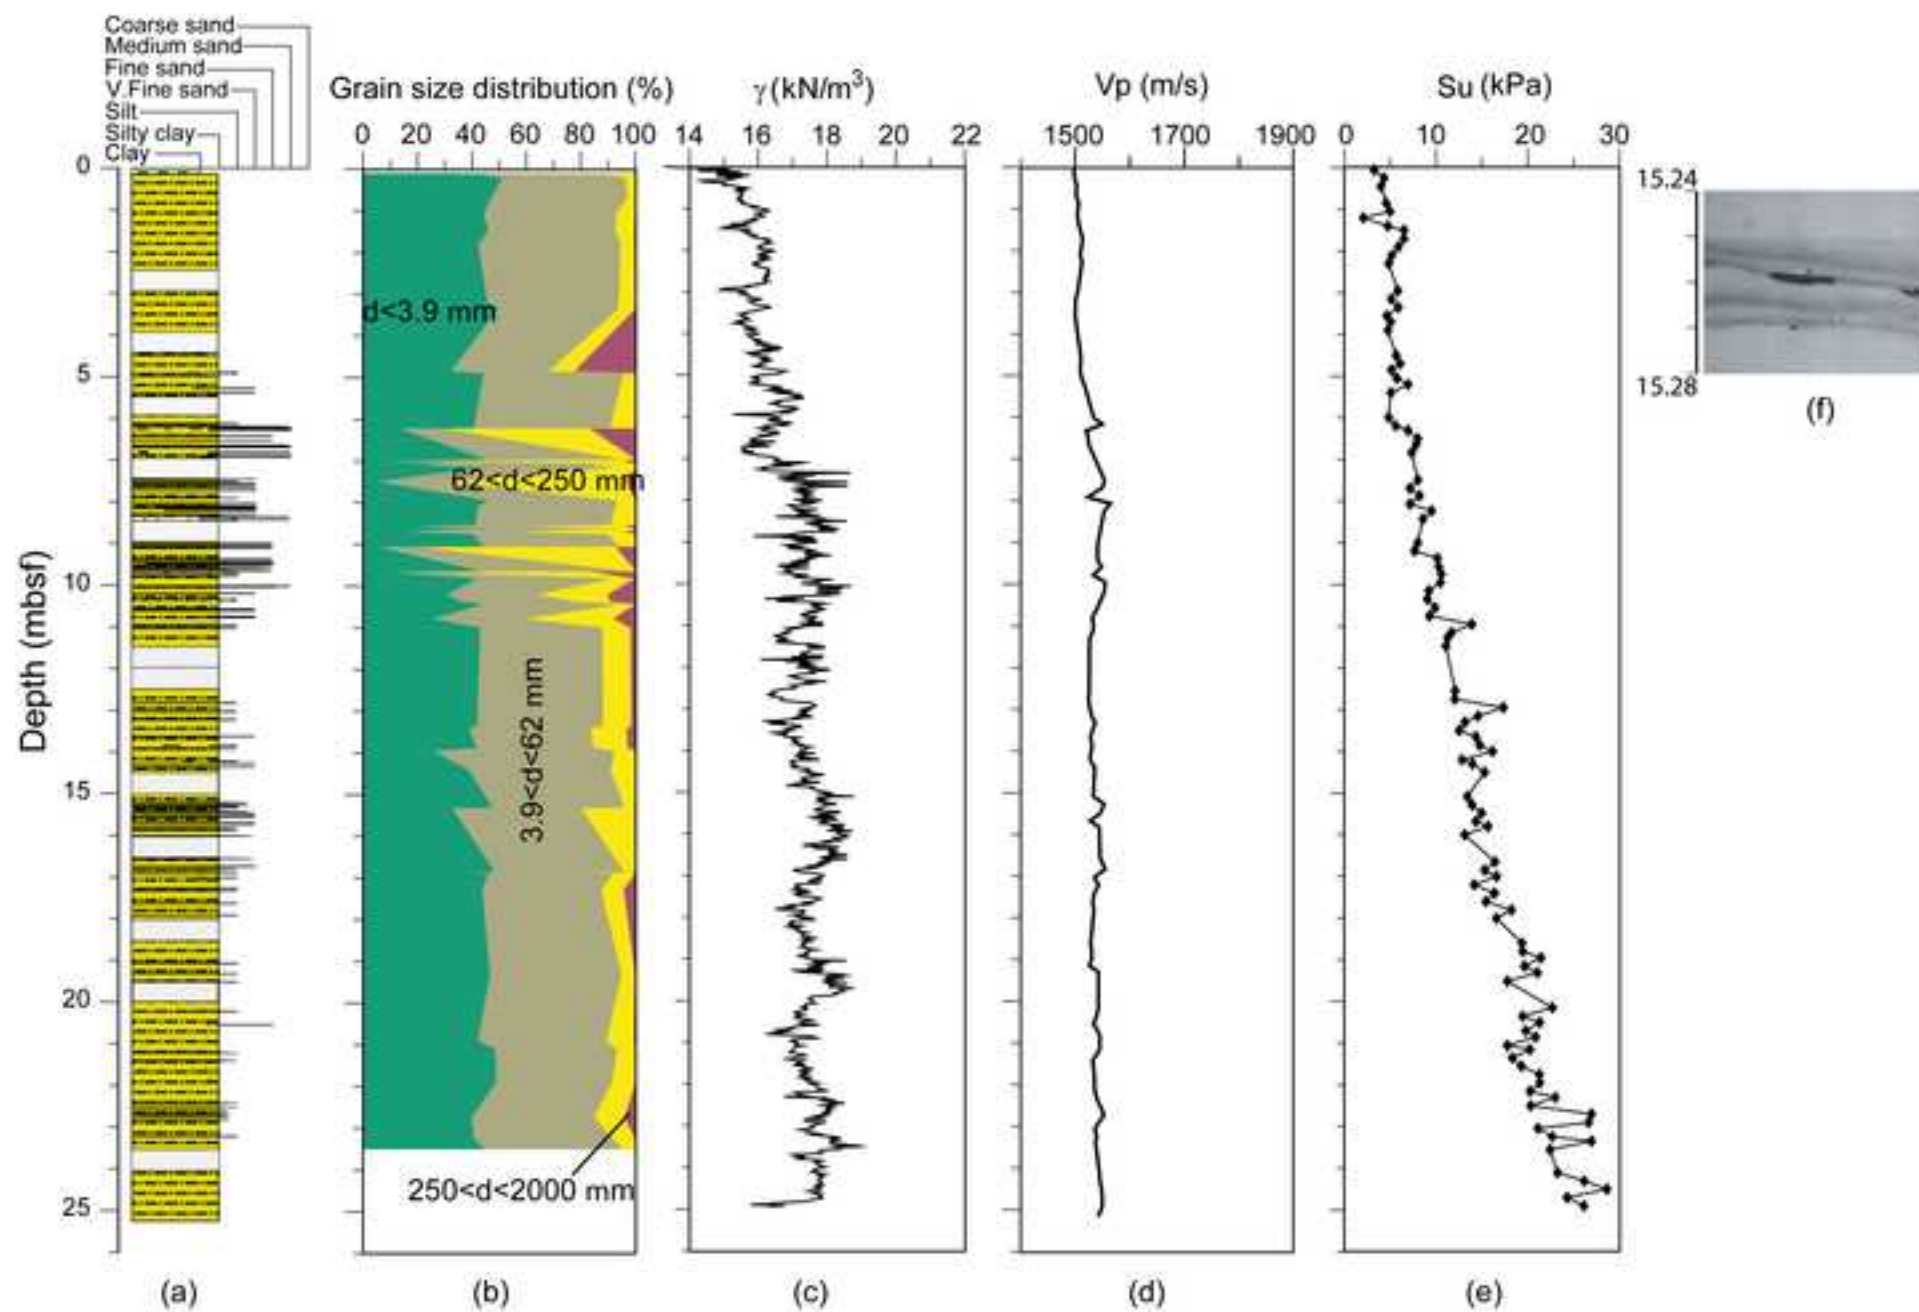 Coarse sand
Medium sand
Fine sand
V.Fine sand
Silt
Silty clay
Clay
Grain size distribution (%)
γ(kN/m³)
Vp (m/s)
Su (kPa)
0 20 40 60 80 100
14 16 18 20 22
1500 1700 1900
0 10 20 30
0
5
10
15
20
25
Depth (mbsf)
d<3.9 mm
62<d<250 mm
3.9<d<62 mm
250<d<2000 mm
15.24
15.28
(f)
(a) (b) (c) (d) (e)